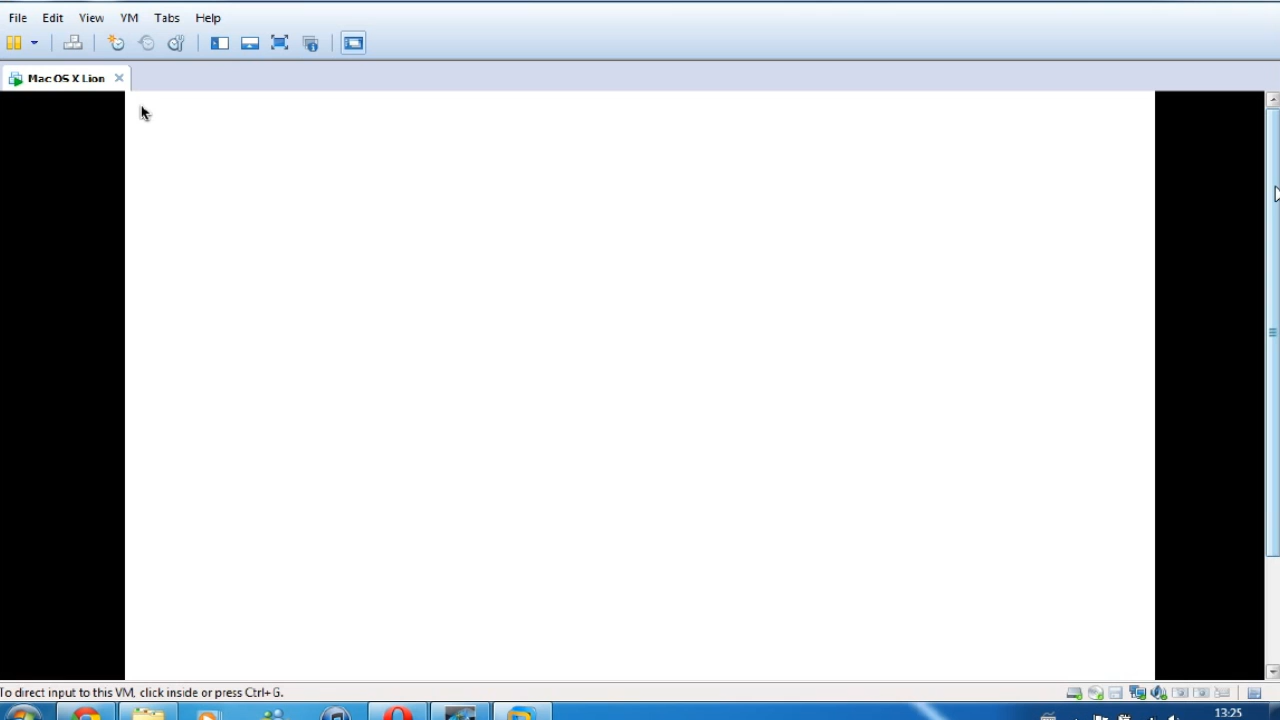 File Edit View VM Tabs Help
Mac OS X Lion
To direct input to this VM, click inside or press Ctrl+G.
13:25